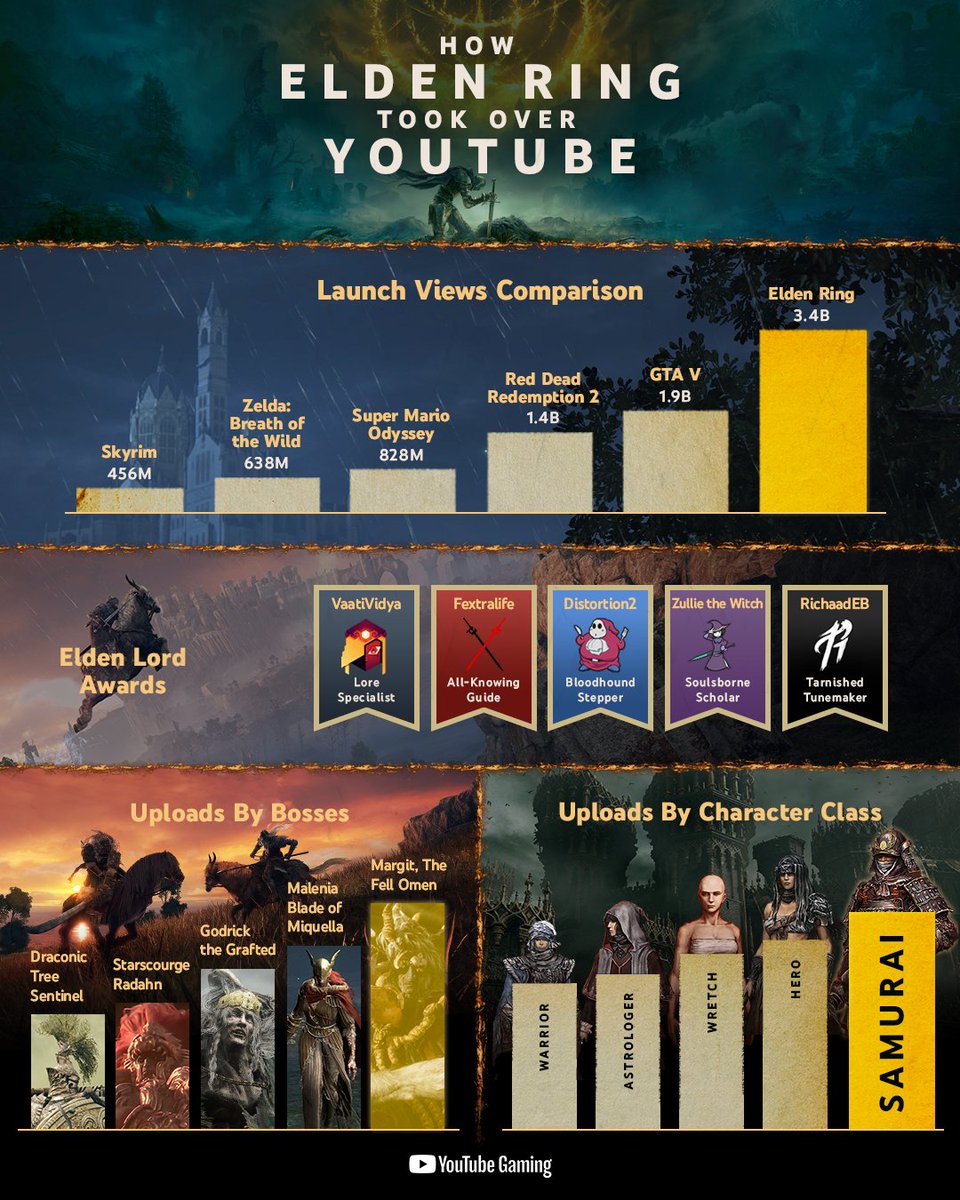 HOW
ELDEN RING
TOOK OVER
YOUTUBE
Launch Views Comparison
Skyrim
456M
Zelda:
Breath of
the Wild
638M
Super Mario
Odyssey
828M
Red Dead
Redemption 2
1.4B
GTA V
1.9B
Elden Ring
3.4B
Elden Lord
Awards
VaatiVidya
Lore
Specialist
Fextralife
All-Knowing
Guide
Distortion2
Bloodhound
Stepper
Zullie the Witch
Soulsborne
Scholar
RichaadEB
Tarnished
Tunemaker
Uploads By Bosses
Draconic
Tree
Sentinel
Starscourge
Radahn
Godrick
the Grafted
Malenia
Blade of
Miquella
Margit, The
Fell Omen
Uploads By Character Class
WARRIOR
ASTROLOGER
WRETCH
HERO
SAMURAI
YouTube Gaming